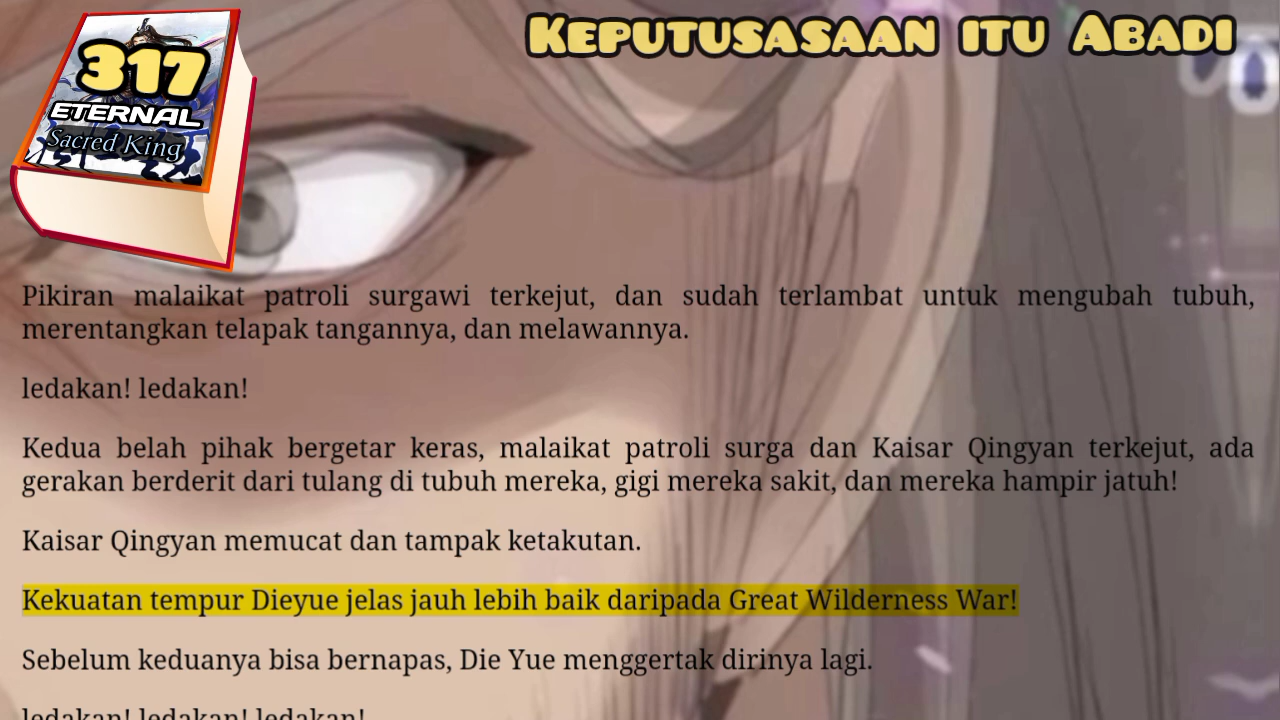 Keputusasaan itu Abadi
317
ETERNAL
Sacred King
Pikiran malaikat patroli surgawi terkejut, dan sudah terlambat untuk mengubah tubuh,
merentangkan telapak tangannya, dan melawannya.
ledakan! ledakan!
Kedua belah pihak bergetar keras, malaikat patroli surga dan Kaisar Qingyan terkejut, ada
gerakan berderit dari tulang di tubuh mereka, gigi mereka sakit, dan mereka hampir jatuh!
Kaisar Qingyan memucat dan tampak ketakutan.
Kekuatan tempur Dieyue jelas jauh lebih baik daripada Great Wilderness War!
Sebelum keduanya bisa bernapas, Die Yue menggertak dirinya lagi.
ledakan! ledakan! ledakan!